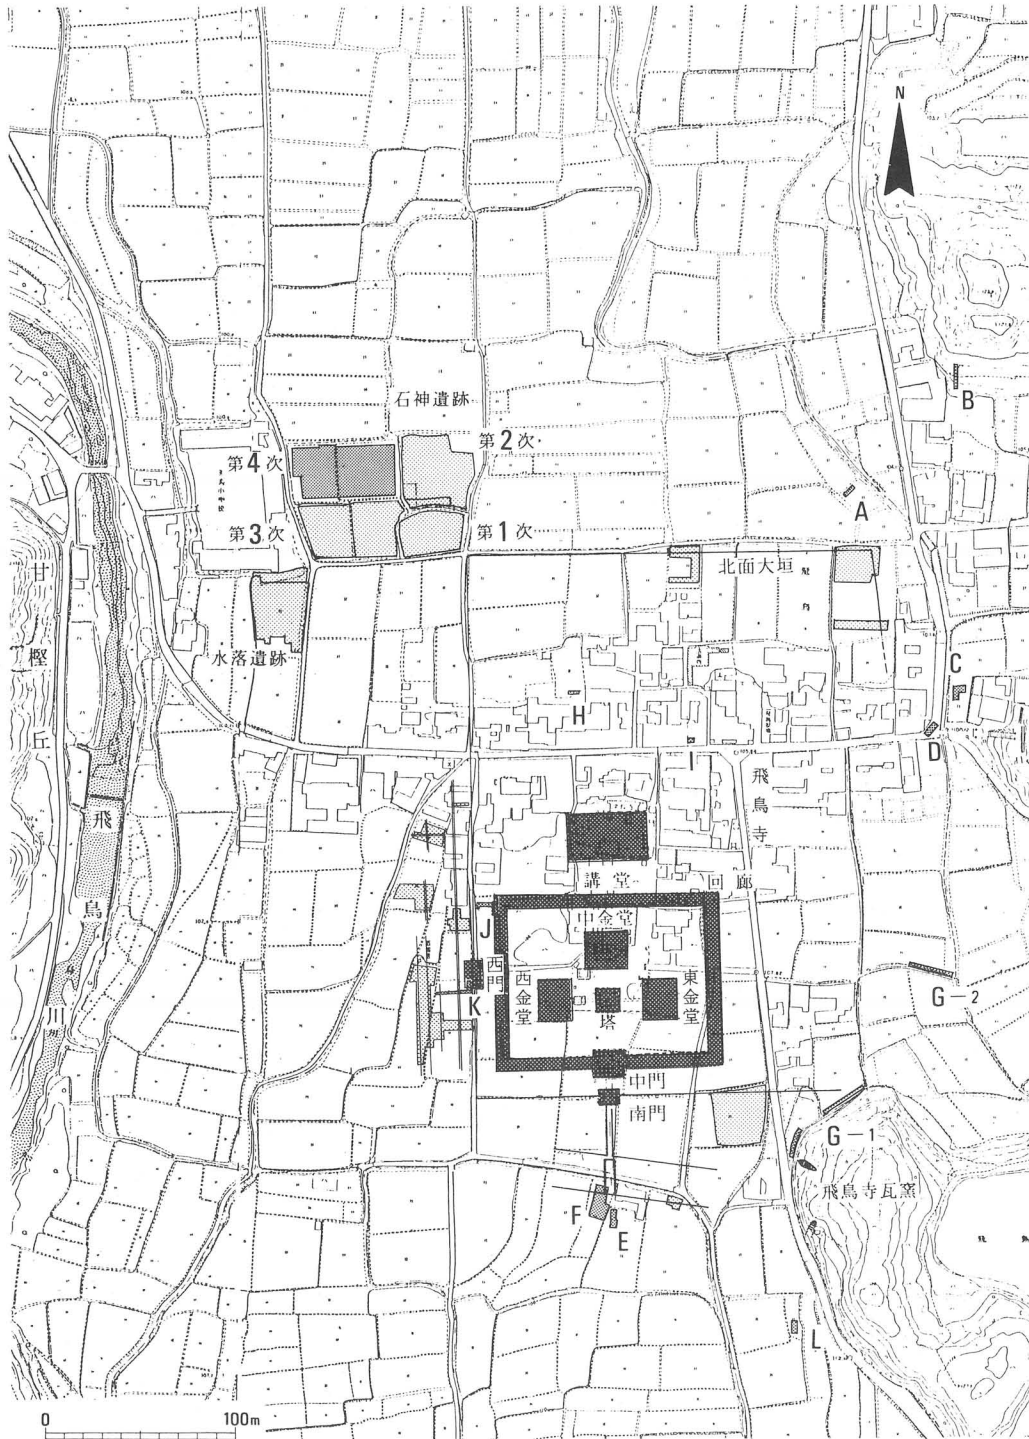 N
石神遺跡
B
第2次
第4次
A
第3次
第1次
北面大垣
甘樫丘
水落遺跡
C
H
D
I
飛鳥寺
飛鳥川
講堂
回廊
中金堂
J
西門
西金堂
東金堂
G-2
K
塔
中門
南門
G-1
飛鳥寺瓦窯
F
E
L
0 100m